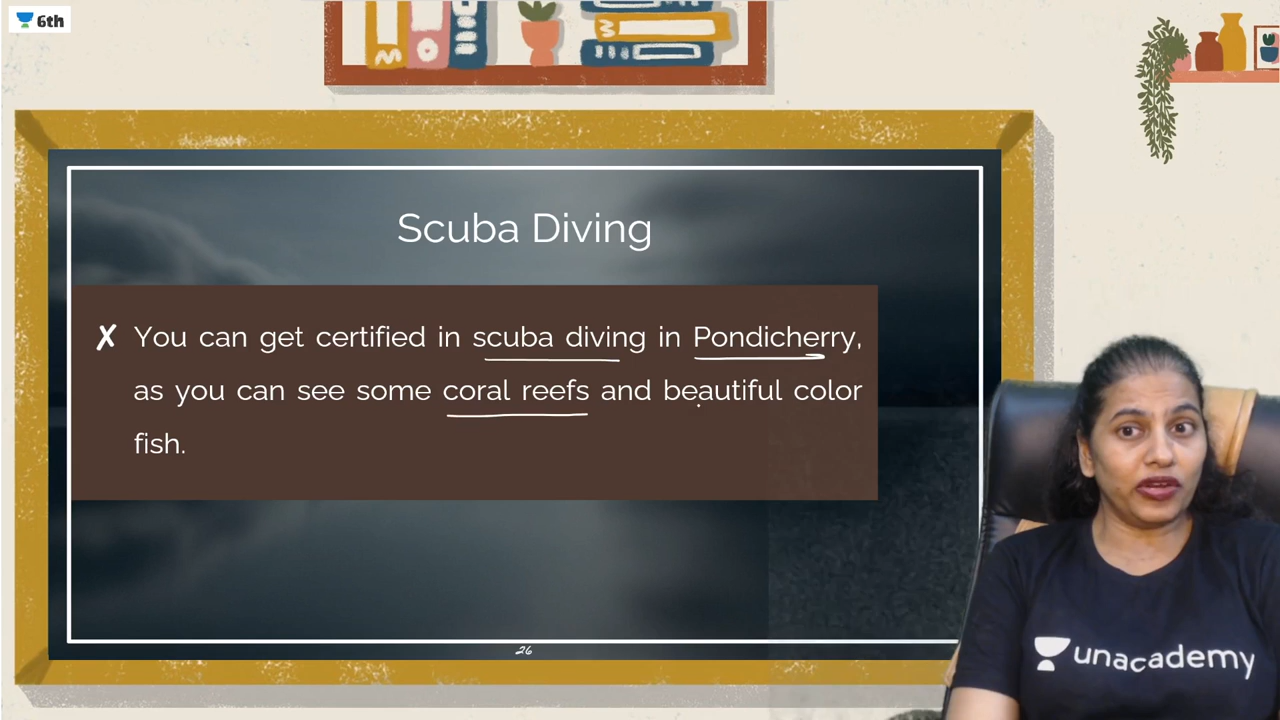 6th
Scuba Diving
✗ You can get certified in scuba diving in Pondicherry,
as you can see some coral reefs and beautiful color
fish.
26
unacademy